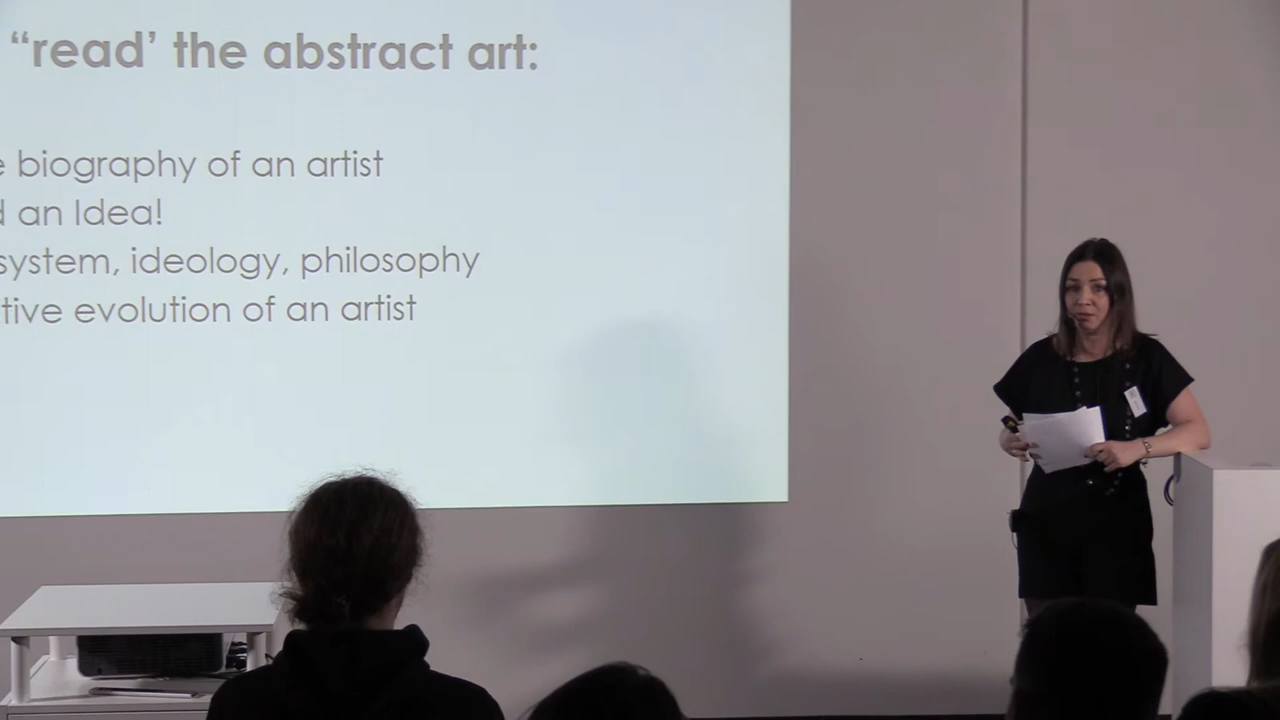 “read’ the abstract art:
biography of an artist
an Idea!
system, ideology, philosophy
tive evolution of an artist